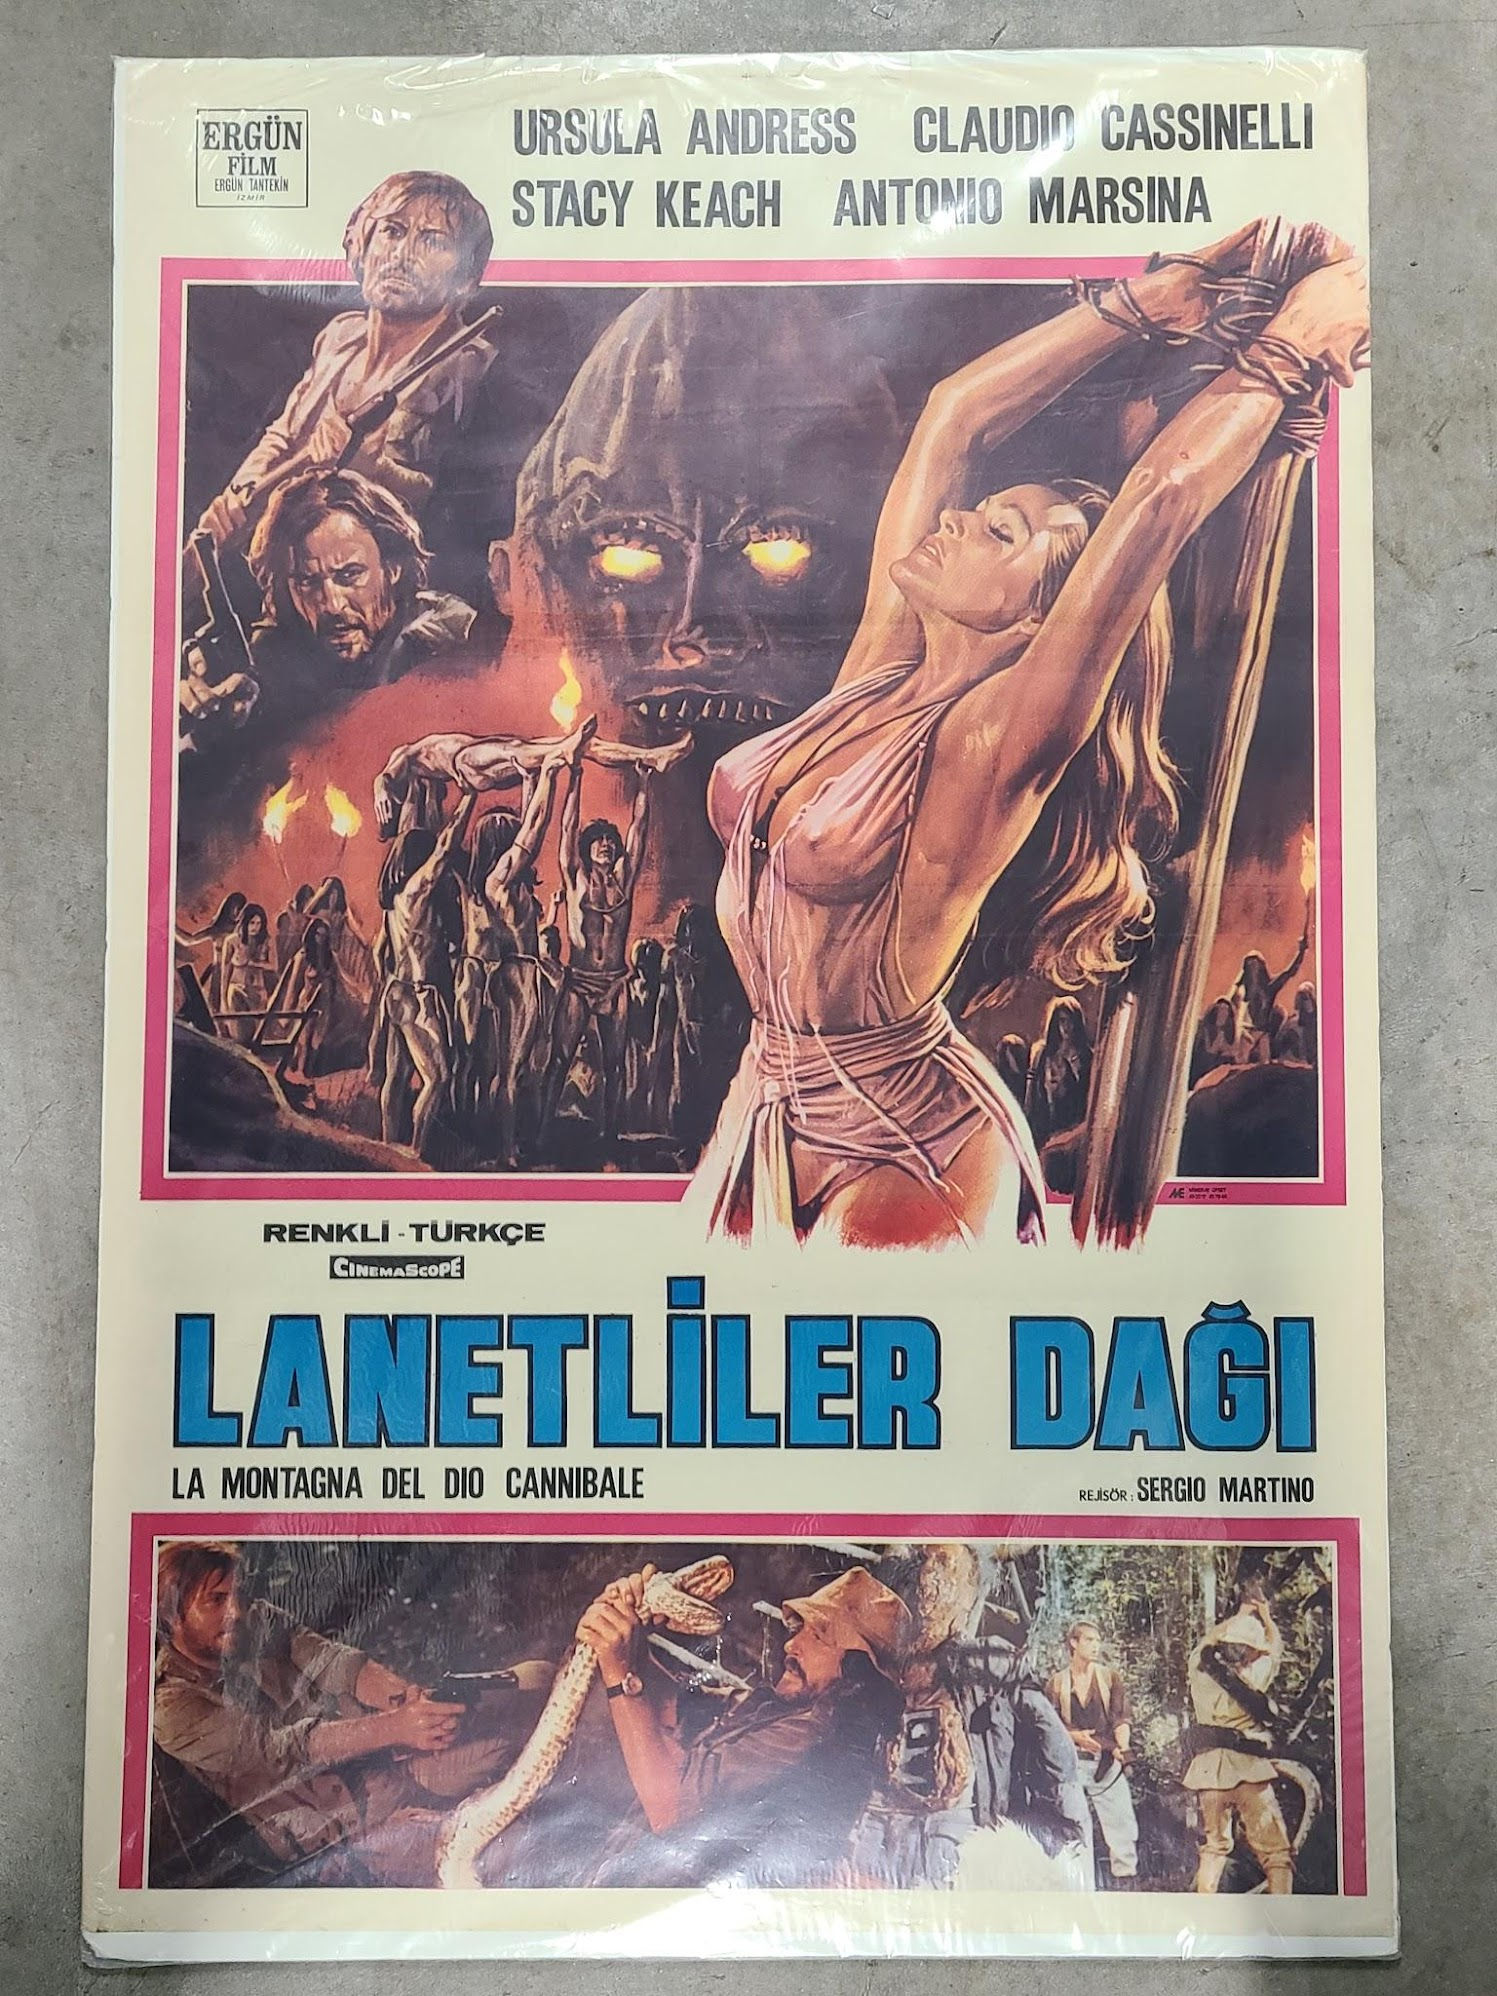 ERGÜN
FİLM
ERGÜN TANTEKİN
İZMİR
URSULA ANDRESS CLAUDIO CASSINELLI
STACY KEACH ANTONIO MARSINA
RENKLİ - TÜRKÇE
CINEMASCOPE
LANETLİLER DAĞI
LA MONTAGNA DEL DIO CANNIBALE
REJİSÖR : SERGIO MARTINO